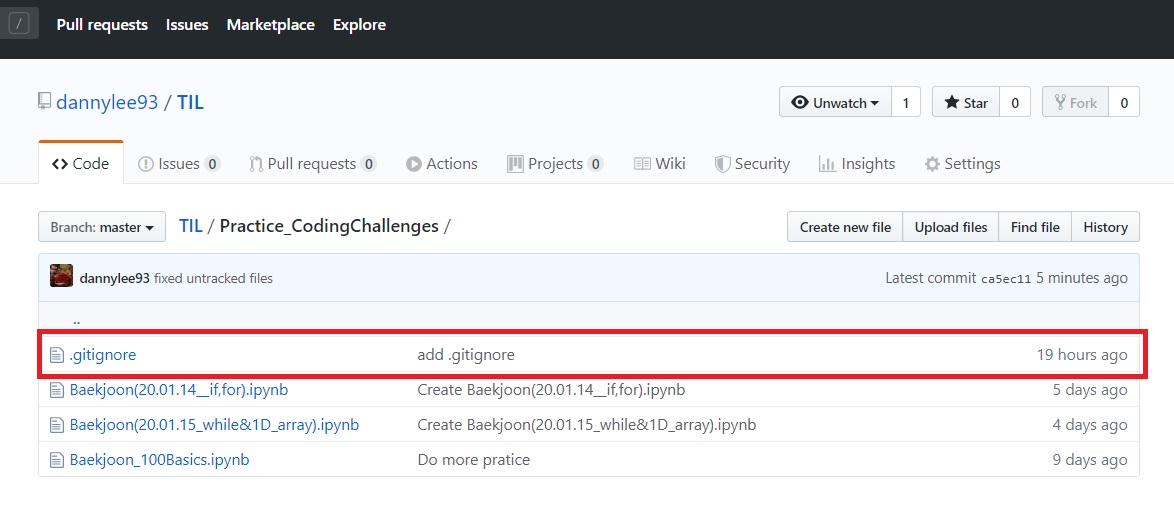 / Pull requests Issues Marketplace Explore
dannylee93 / TIL Unwatch 1 Star 0 Fork 0
Code Issues 0 Pull requests 0 Actions Projects 0 Wiki Security Insights Settings
Branch: master TIL / Practice_CodingChallenges / Create new file Upload files Find file History
dannylee93 fixed untracked files Latest commit ca5ec11 5 minutes ago
..
.gitignore add .gitignore 19 hours ago
Baekjoon(20.01.14__if,for).ipynb Create Baekjoon(20.01.14__if,for).ipynb 5 days ago
Baekjoon(20.01.15_while&1D_array).ipynb Create Baekjoon(20.01.15_while&1D_array).ipynb 4 days ago
Baekjoon_100Basics.ipynb Do more pratice 9 days ago